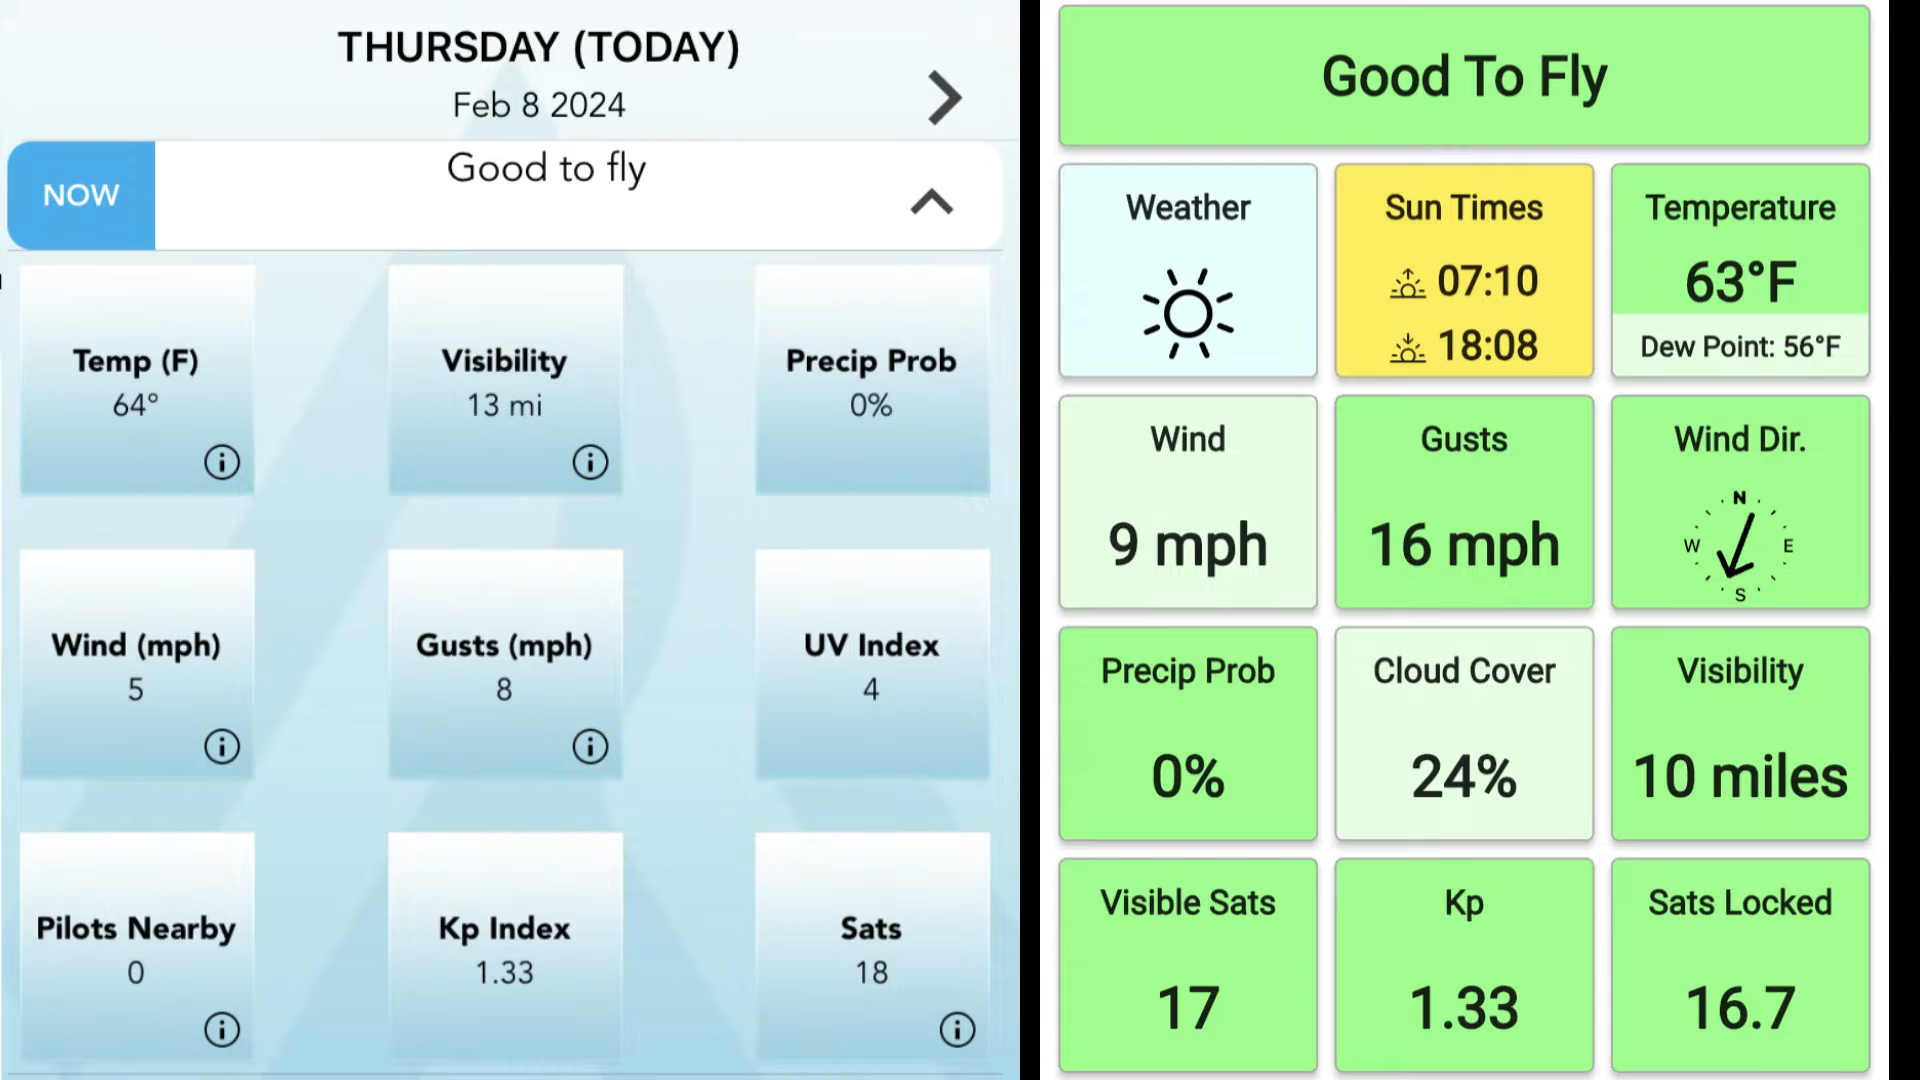 THURSDAY (TODAY)
Feb 8 2024
NOW
Good to fly
Temp (F)
64°
Visibility
13 mi
Precip Prob
0%
Wind (mph)
5
Gusts (mph)
8
UV Index
4
Pilots Nearby
0
Kp Index
1.33
Sats
18
Good To Fly
Weather
Sun Times
07:10
18:08
Temperature
63°F
Dew Point: 56°F
Wind
9 mph
Gusts
16 mph
Wind Dir.
N
W
E
S
Precip Prob
0%
Cloud Cover
24%
Visibility
10 miles
Visible Sats
17
Kp
1.33
Sats Locked
16.7